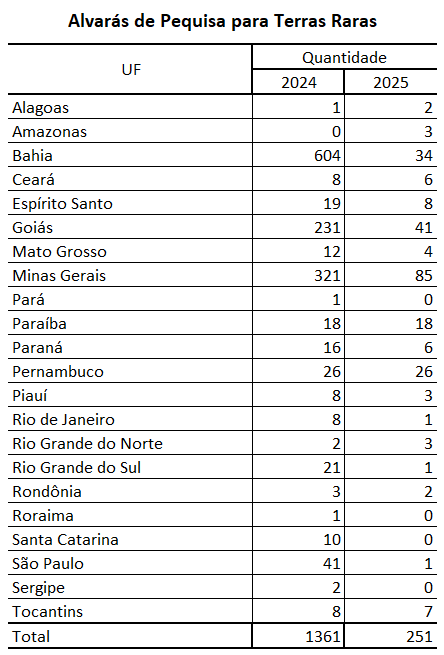 Alvarás de Pequisa para Terras Raras
UF Quantidade
2024 2025
Alagoas 1 2
Amazonas 0 3
Bahia 604 34
Ceará 8 6
Espírito Santo 19 8
Goiás 231 41
Mato Grosso 12 4
Minas Gerais 321 85
Pará 1 0
Paraíba 18 18
Paraná 16 6
Pernambuco 26 26
Piauí 8 3
Rio de Janeiro 8 1
Rio Grande do Norte 2 3
Rio Grande do Sul 21 1
Rondônia 3 2
Roraima 1 0
Santa Catarina 10 0
São Paulo 41 1
Sergipe 2 0
Tocantins 8 7
Total 1361 251